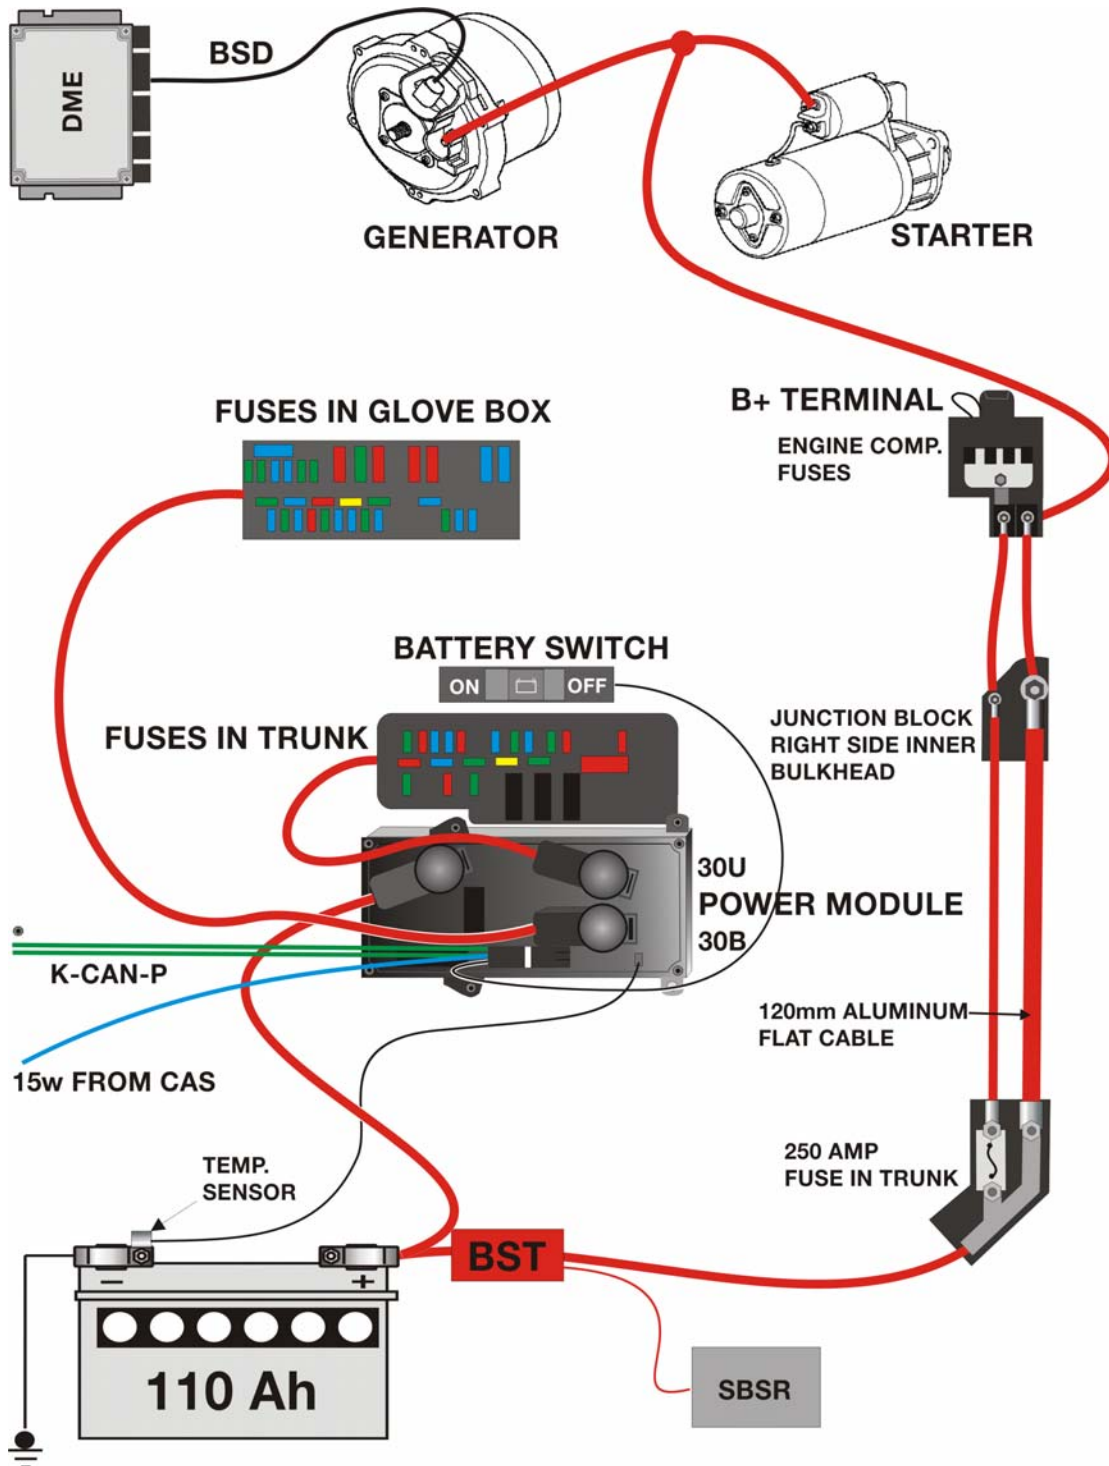 DME
BSD
GENERATOR
STARTER
FUSES IN GLOVE BOX
B+ TERMINAL
ENGINE COMP.
FUSES
BATTERY SWITCH
ON
OFF
FUSES IN TRUNK
JUNCTION BLOCK
RIGHT SIDE INNER
BULKHEAD
30U
POWER MODULE
30B
K-CAN-P
120mm ALUMINUM
FLAT CABLE
15w FROM CAS
TEMP.
SENSOR
250 AMP
FUSE IN TRUNK
BST
– +
110 Ah
SBSR